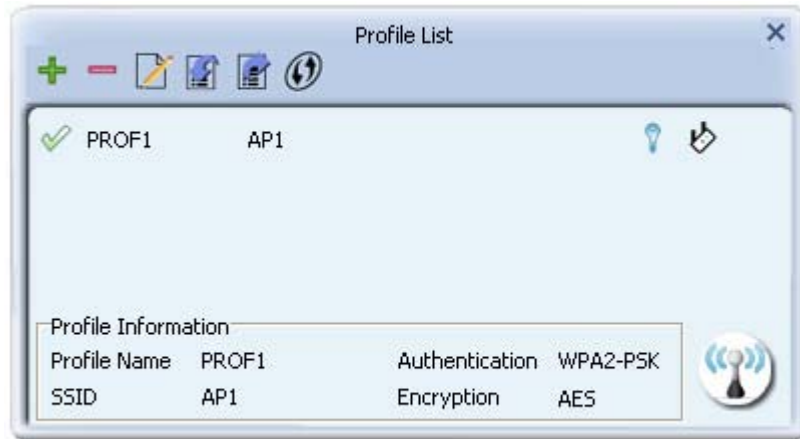 Profile List
PROF1 AP1
Profile Information
Profile Name PROF1 Authentication WPA2-PSK
SSID AP1 Encryption AES